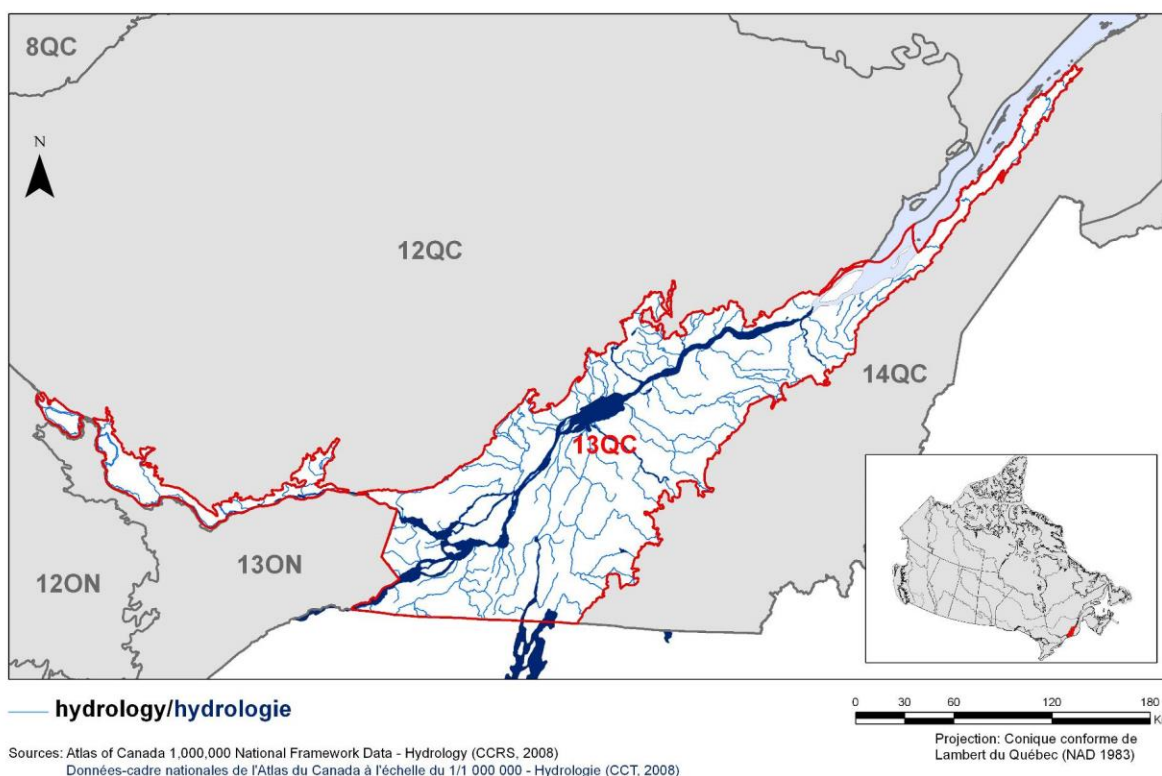 8QC
N
12QC
14QC
13QC
13ON
12ON
hydrology/hydrologie
0 30 60 120 180
Sources: Atlas of Canada 1,000,000 National Framework Data - Hydrology (CCRS, 2008)
Données-cadre nationales de l'Atlas du Canada à l'échelle du 1/1 000 000 - Hydrologie (CCT, 2008)
Projection: Conique conforme de
Lambert du Québec (NAD 1983)